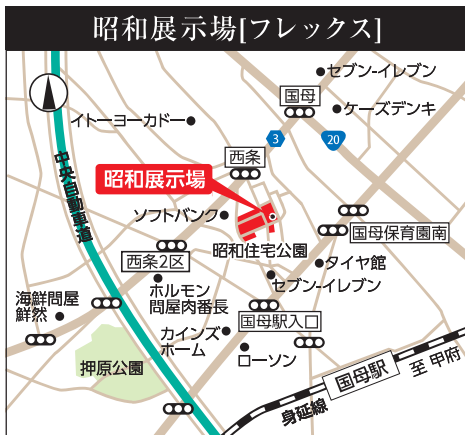 昭和展示場[フレックス]
セブン-イレブン
国母
ケーズデンキ
イトーヨーカドー
3
20
西条
中央自動車道
昭和展示場
ソフトバンク
昭和住宅公園
国母保育園南
西条2区
タイヤ館
セブン-イレブン
ホルモン
問屋肉番長
海鮮問屋
鮮然
国母駅入口
カインズ
ホーム
ローソン
押原公園
国母駅
至 甲府
身延線